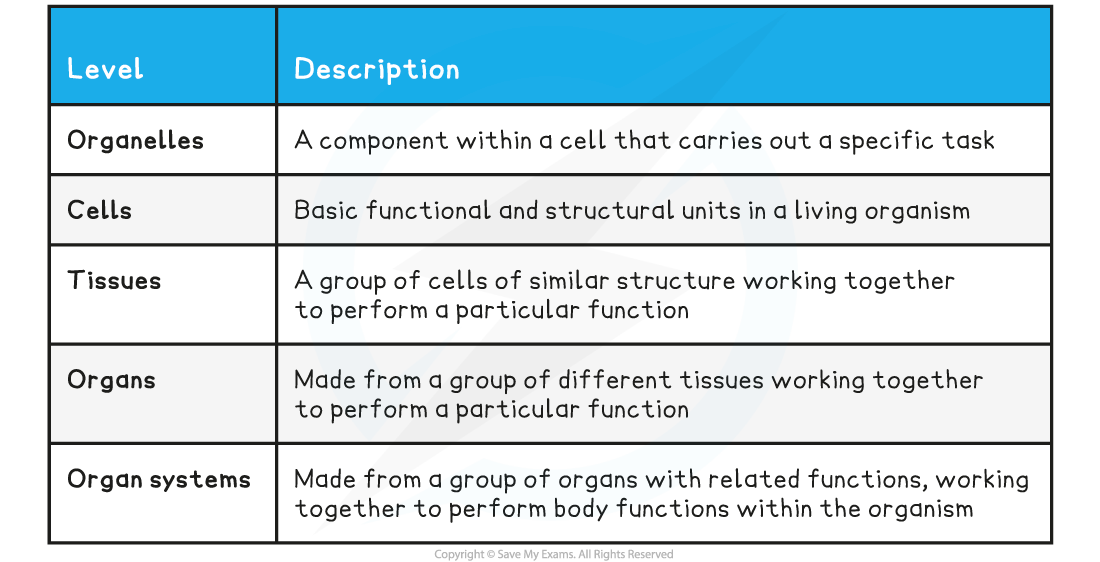 Level
Description
Organelles
A component within a cell that carries out a specific task
Cells
Basic functional and structural units in a living organism
Tissues
A group of cells of similar structure working together
to perform a particular function
Organs
Made from a group of different tissues working together
to perform a particular function
Organ systems
Made from a group of organs with related functions, working
together to perform body functions within the organism
Copyright © Save My Exams. All Rights Reserved